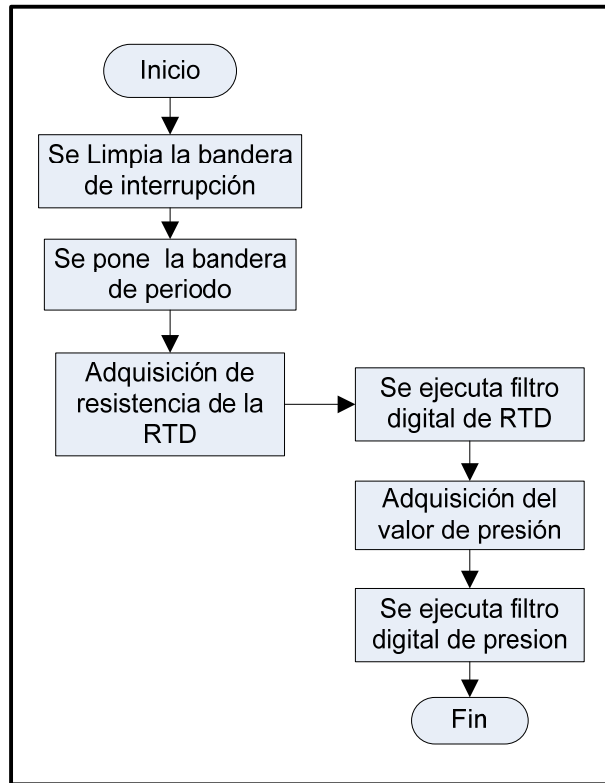 Inicio
Se Limpia la bandera
de interrupción
Se pone la bandera
de periodo
Adquisición de
resistencia de la
RTD
Se ejecuta filtro
digital de RTD
Adquisición del
valor de presión
Se ejecuta filtro
digital de presion
Fin